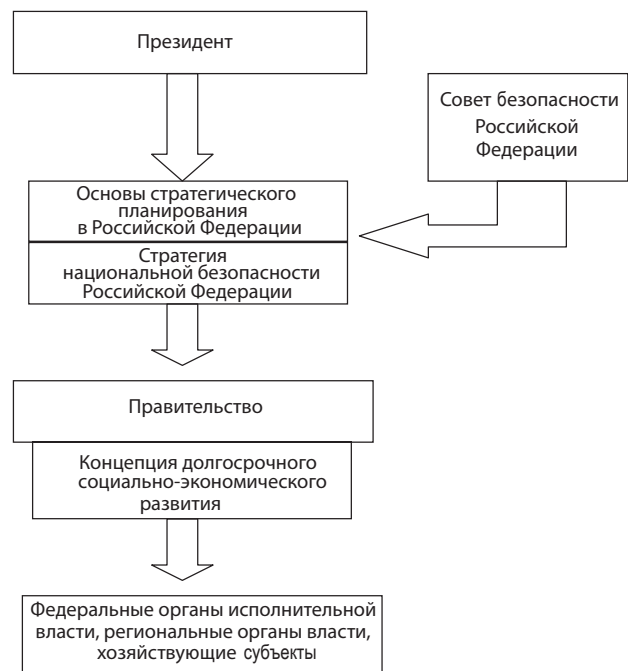 Президент
Совет безопасности
Российской
Федерации
Основы стратегического
планирования
в Российской Федерации
Стратегия
национальной безопасности
Российской Федерации
Правительство
Концепция долгосрочного
социально-экономического
развития
Федеральные органы исполнительной
власти, региональные органы власти,
хозяйствующие субъекты